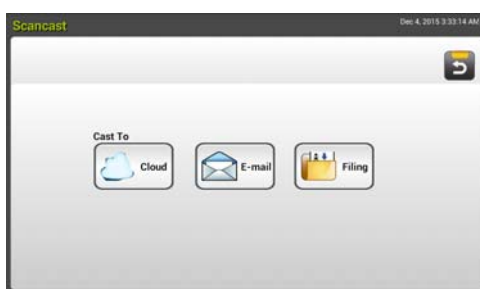 Scancast
Dec 4, 2015 3:33:14 AM
Cast To
Cloud
E-mail
Filing